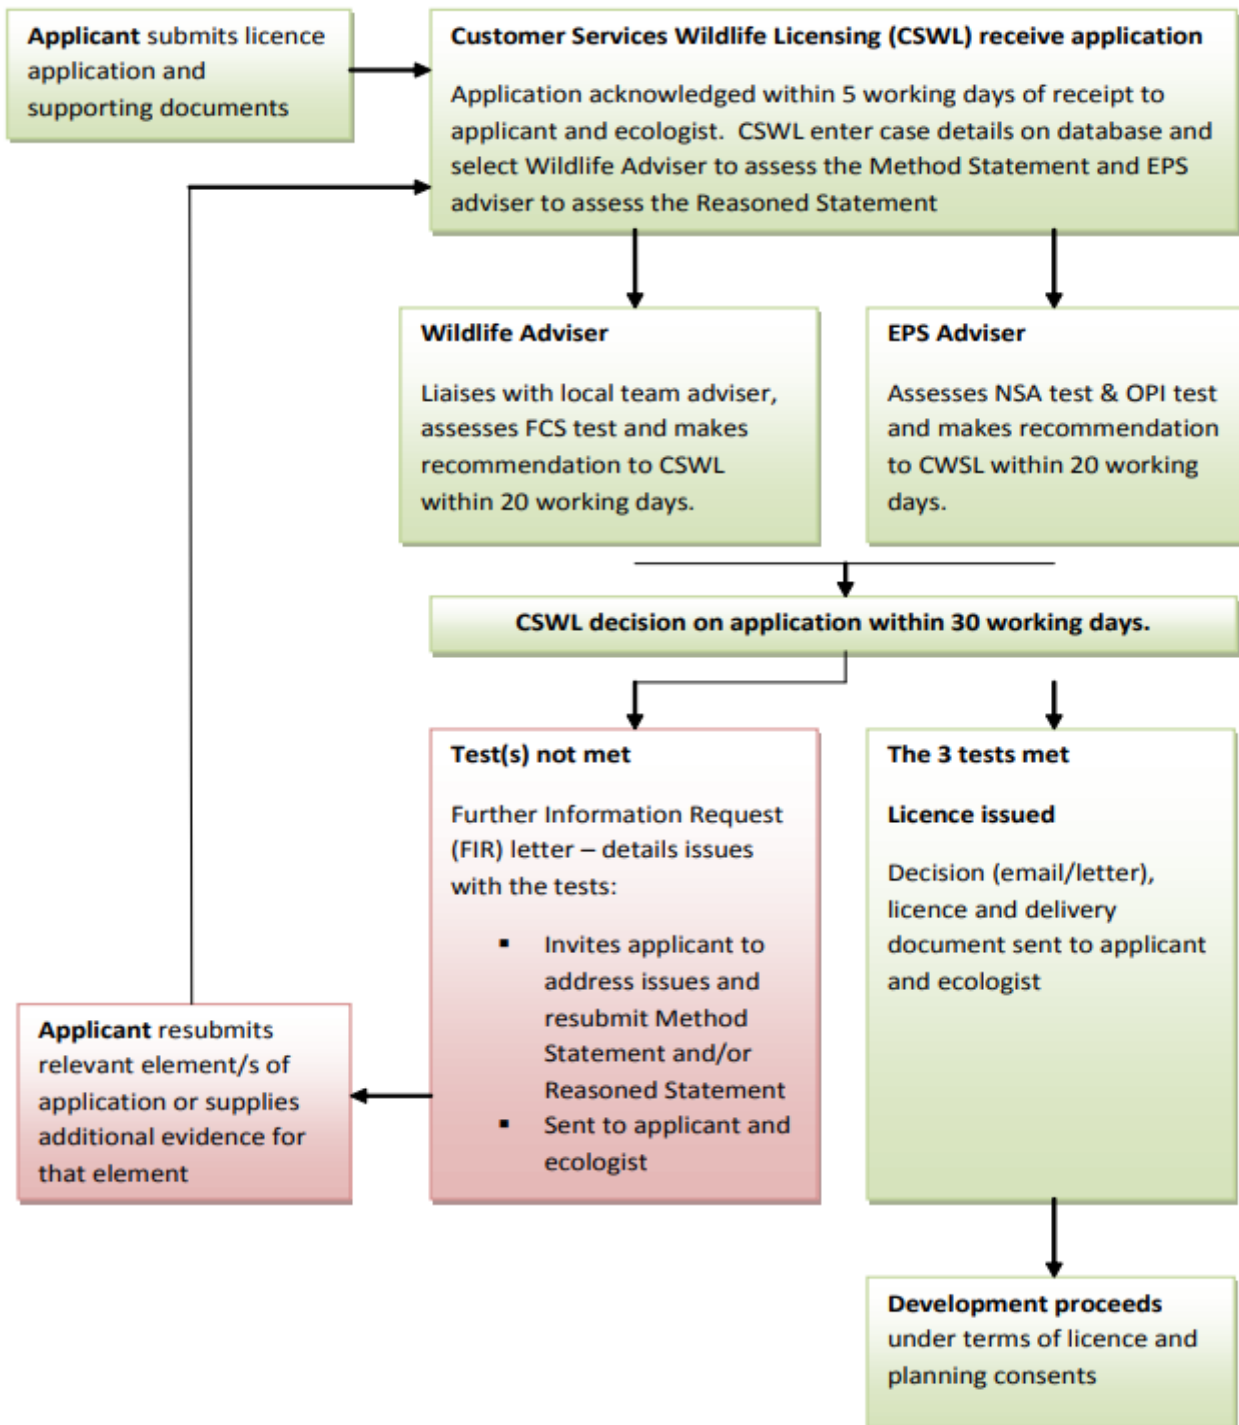 Applicant submits licence
application and
supporting documents
Customer Services Wildlife Licensing (CSWL) receive application
Application acknowledged within 5 working days of receipt to
applicant and ecologist.  CSWL enter case details on database and
select Wildlife Adviser to assess the Method Statement and EPS
adviser to assess the Reasoned Statement
Wildlife Adviser
Liaises with local team adviser,
assesses FCS test and makes
recommendation to CSWL
within 20 working days.
EPS Adviser
Assesses NSA test & OPI test
and makes recommendation
to CWSL within 20 working
days.
CSWL decision on application within 30 working days.
Test(s) not met
Further Information Request
(FIR) letter – details issues
with the tests:
▪ Invites applicant to
address issues and
resubmit Method
Statement and/or
Reasoned Statement
▪ Sent to applicant and
ecologist
The 3 tests met
Licence issued
Decision (email/letter),
licence and delivery
document sent to applicant
and ecologist
Applicant resubmits
relevant element/s of
application or supplies
additional evidence for
that element
Development proceeds
under terms of licence and
planning consents